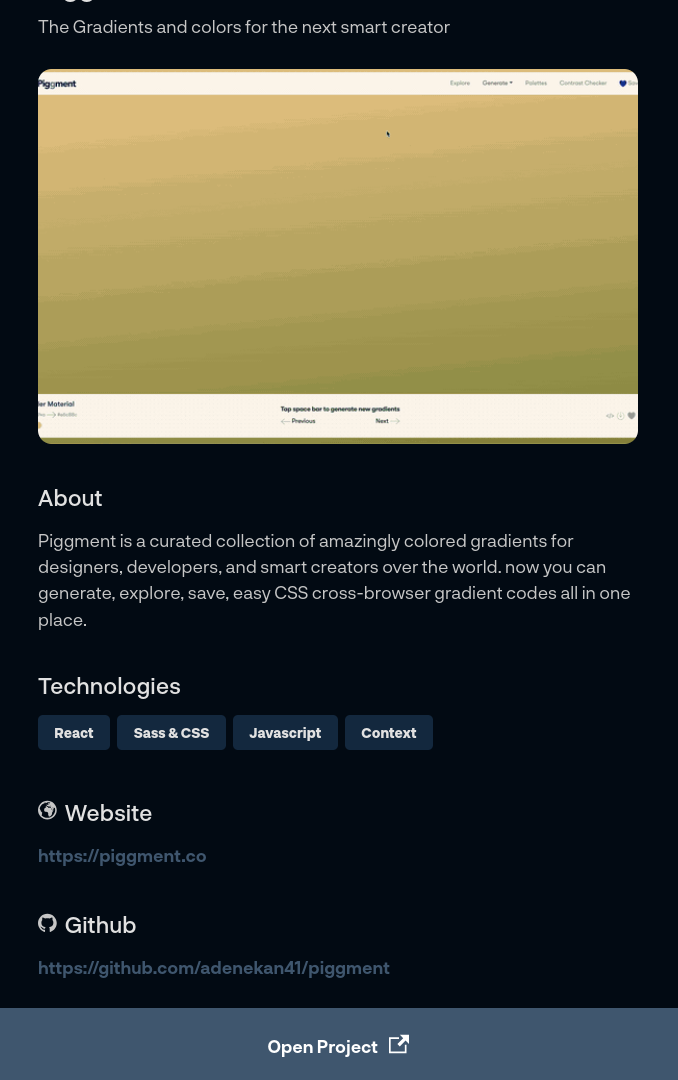 The Gradients and colors for the next smart creator
Piggment
Explore
Generate
Palettes
Contrast Checker
Tap space bar to generate new gradients
Previous
Next
About
Piggment is a curated collection of amazingly colored gradients for
designers, developers, and smart creators over the world. now you can
generate, explore, save, easy CSS cross-browser gradient codes all in one
place.
Technologies
React
Sass & CSS
Javascript
Context
Website
https://piggment.co
Github
https://github.com/adenekan41/piggment
Open Project